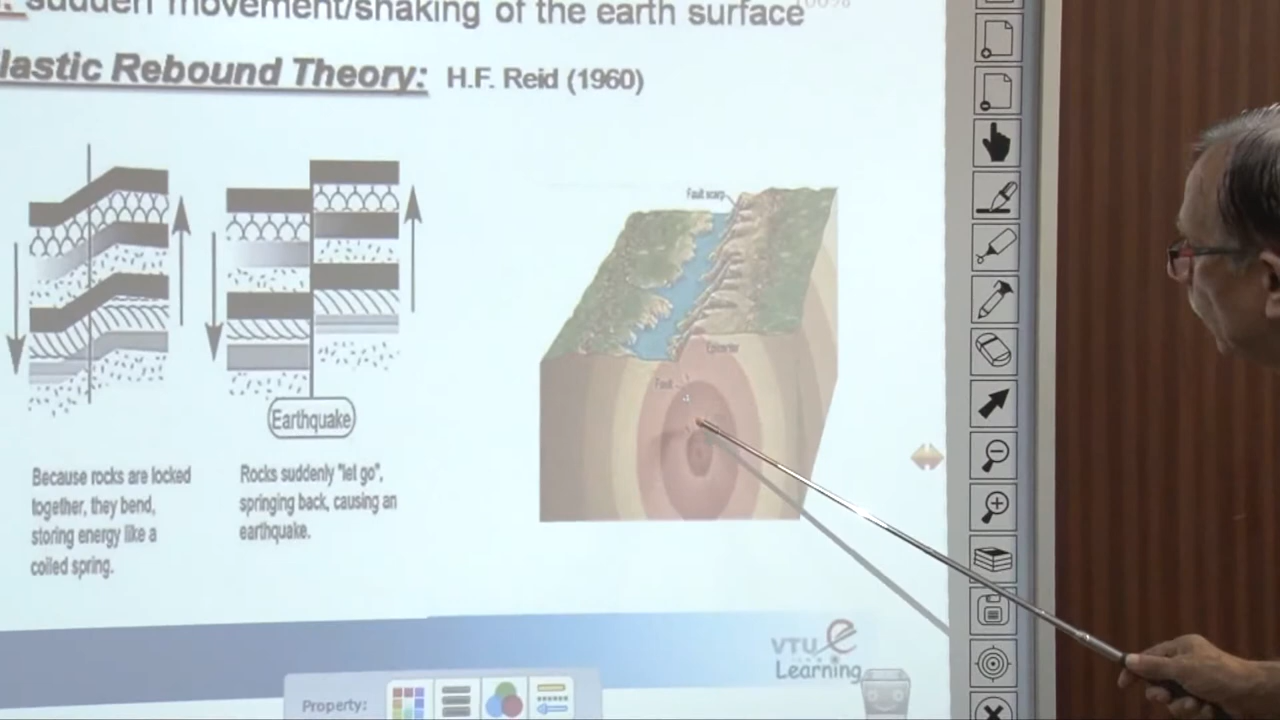 sudden movement/shaking of the earth surface
lastic Rebound Theory: H.F. Reid (1960)
Fault scarp
Epicenter
Fault
Earthquake
Because rocks are locked
together, they bend,
storing energy like a
coiled spring.
Rocks suddenly "let go",
springing back, causing an
earthquake.
VTU e
Learning
Property: